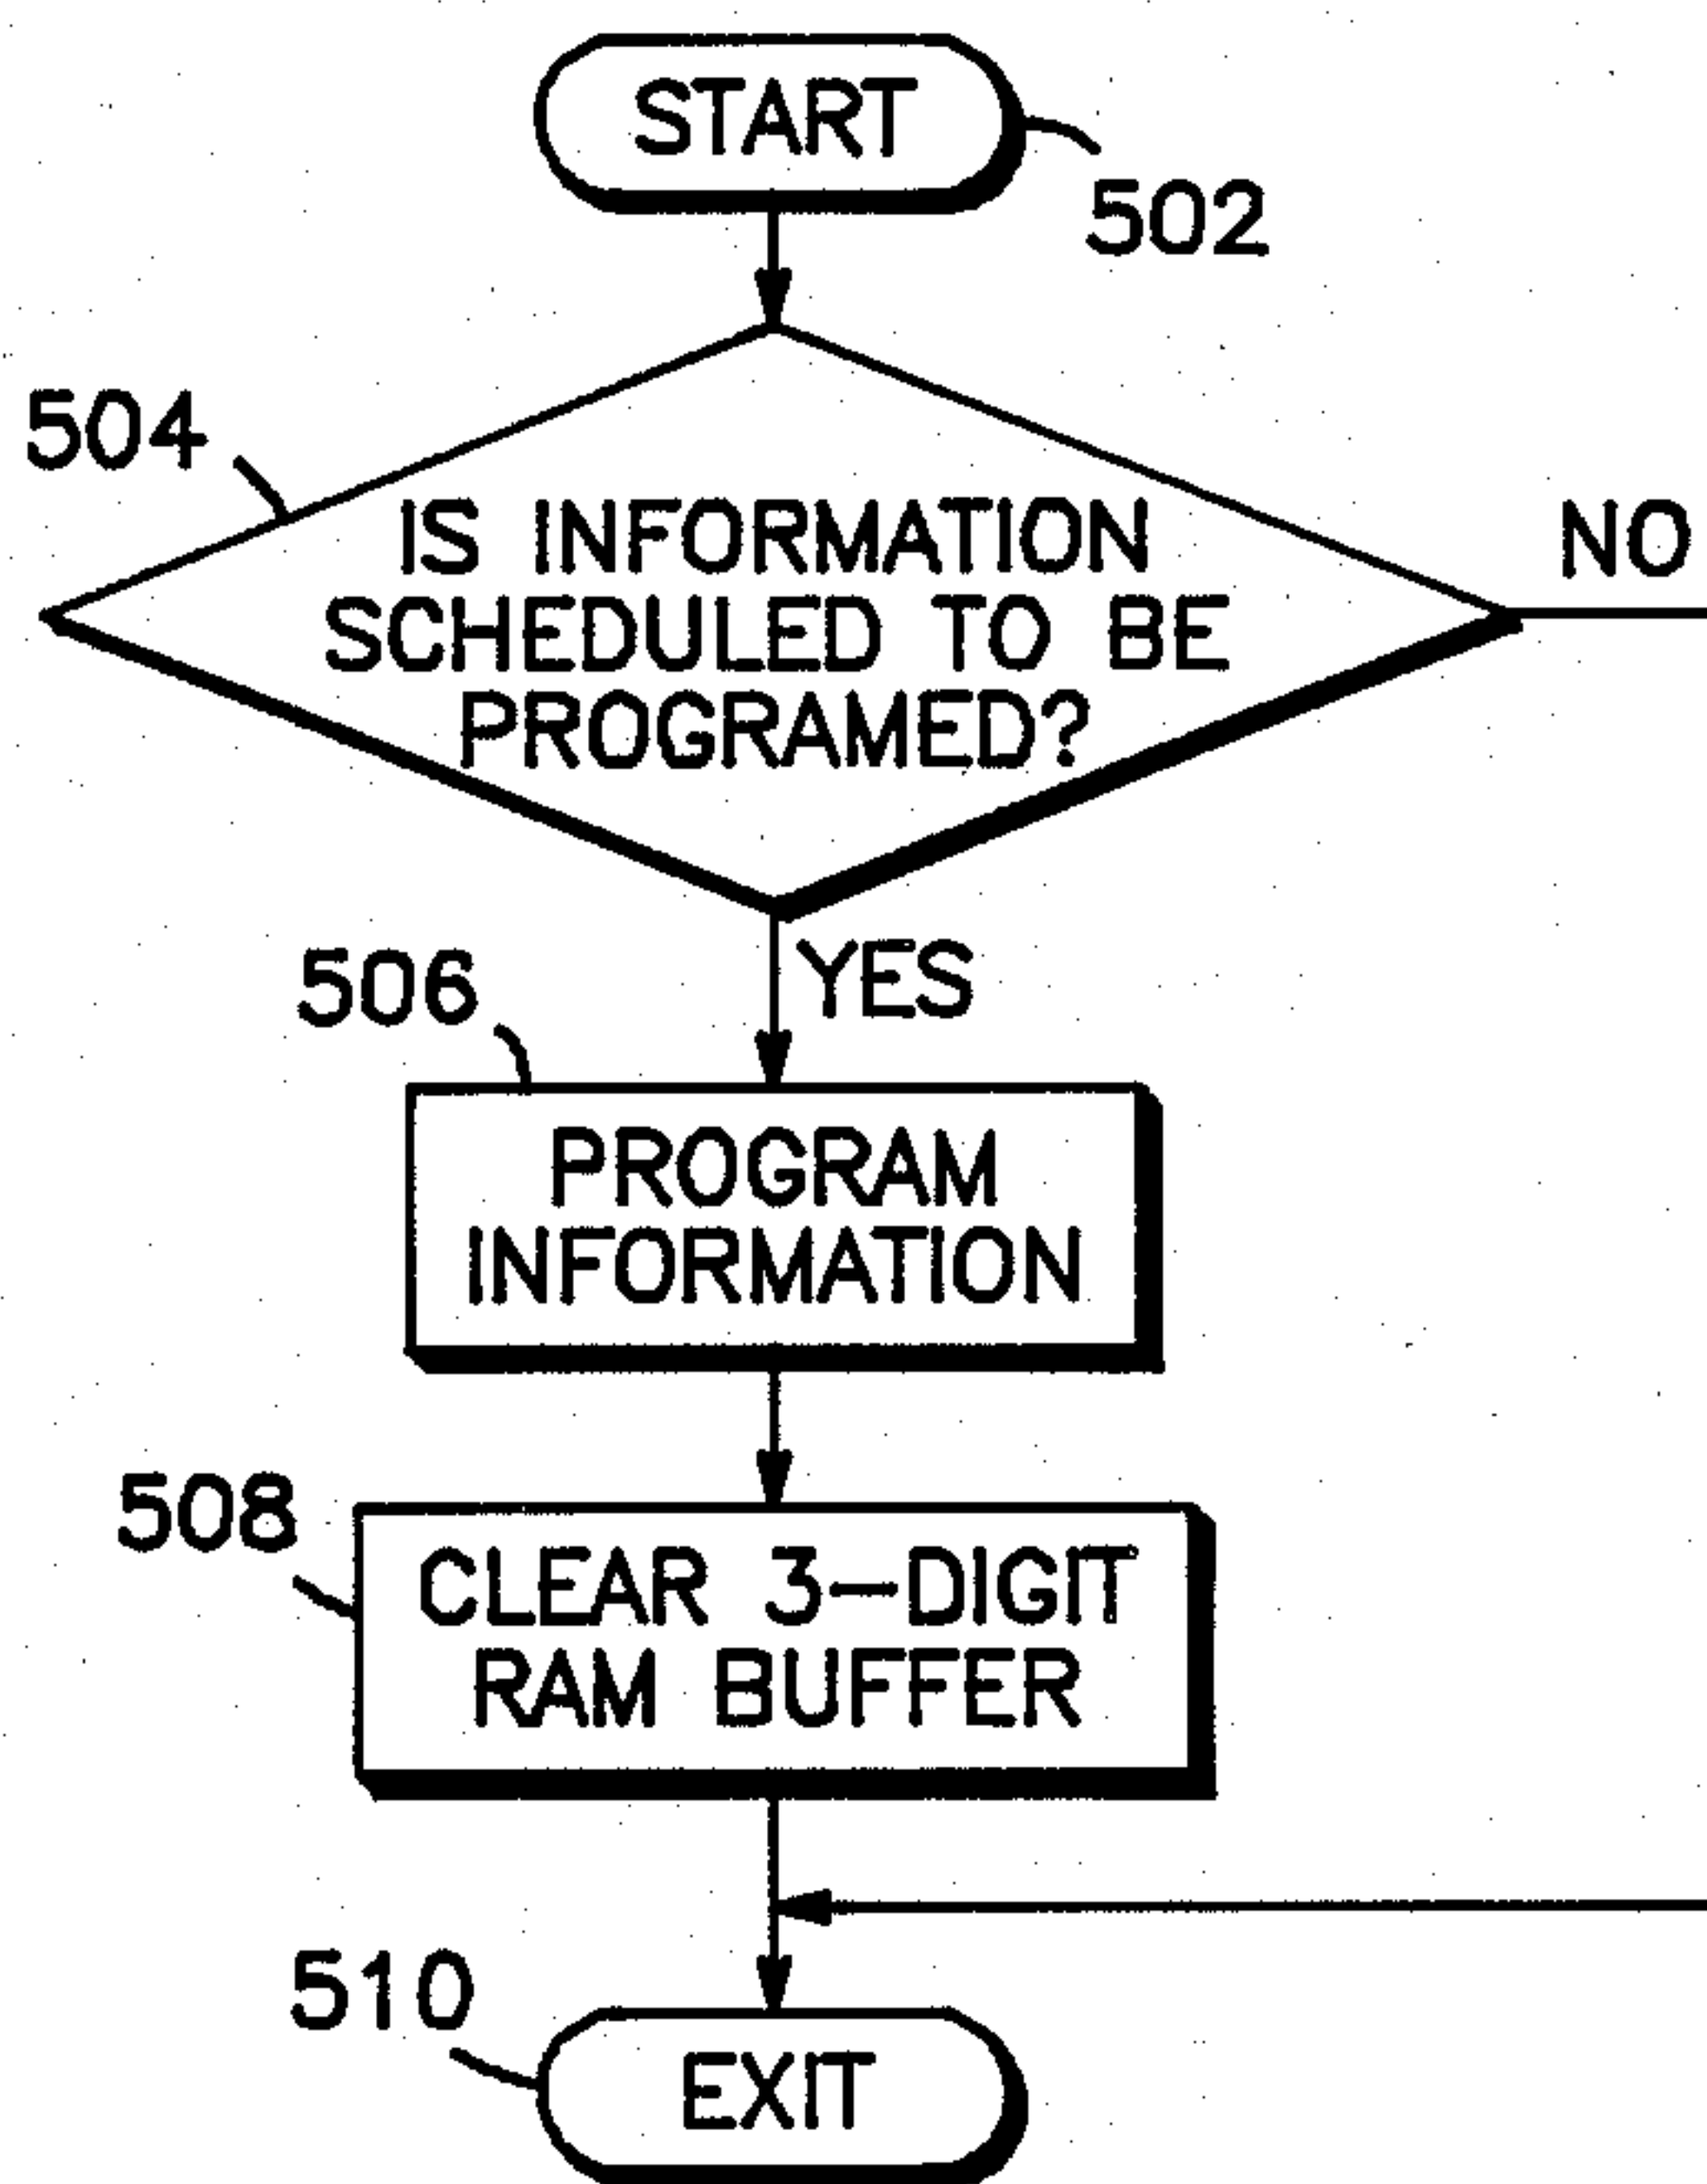 START
502
504
IS INFORMATION
SCHEDULED TO BE
PROGRAMED?
NO
YES
506
PROGRAM
INFORMATION
508
CLEAR 3-DIGIT
RAM BUFFER
510
EXIT